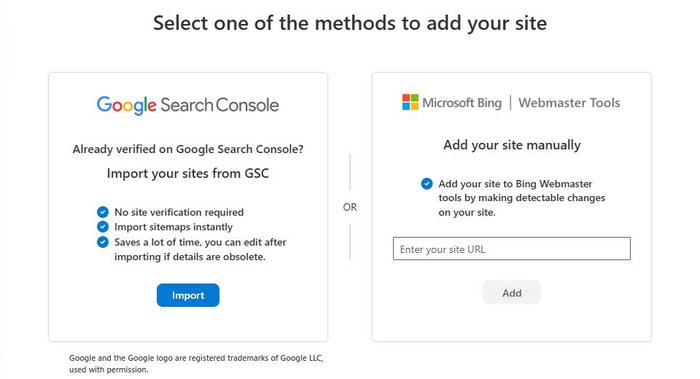 Select one of the methods to add your site
Google Search Console
Already verified on Google Search Console?
Import your sites from GSC
No site verification required
Import sitemaps instantly
Saves a lot of time, you can edit after
importing if details are obsolete.
Import
Google and the Google logo are registered trademarks of Google LLC,
used with permission.
OR
Microsoft Bing | Webmaster Tools
Add your site manually
Add your site to Bing Webmaster
tools by making detectable changes
on your site.
Enter your site URL
Add